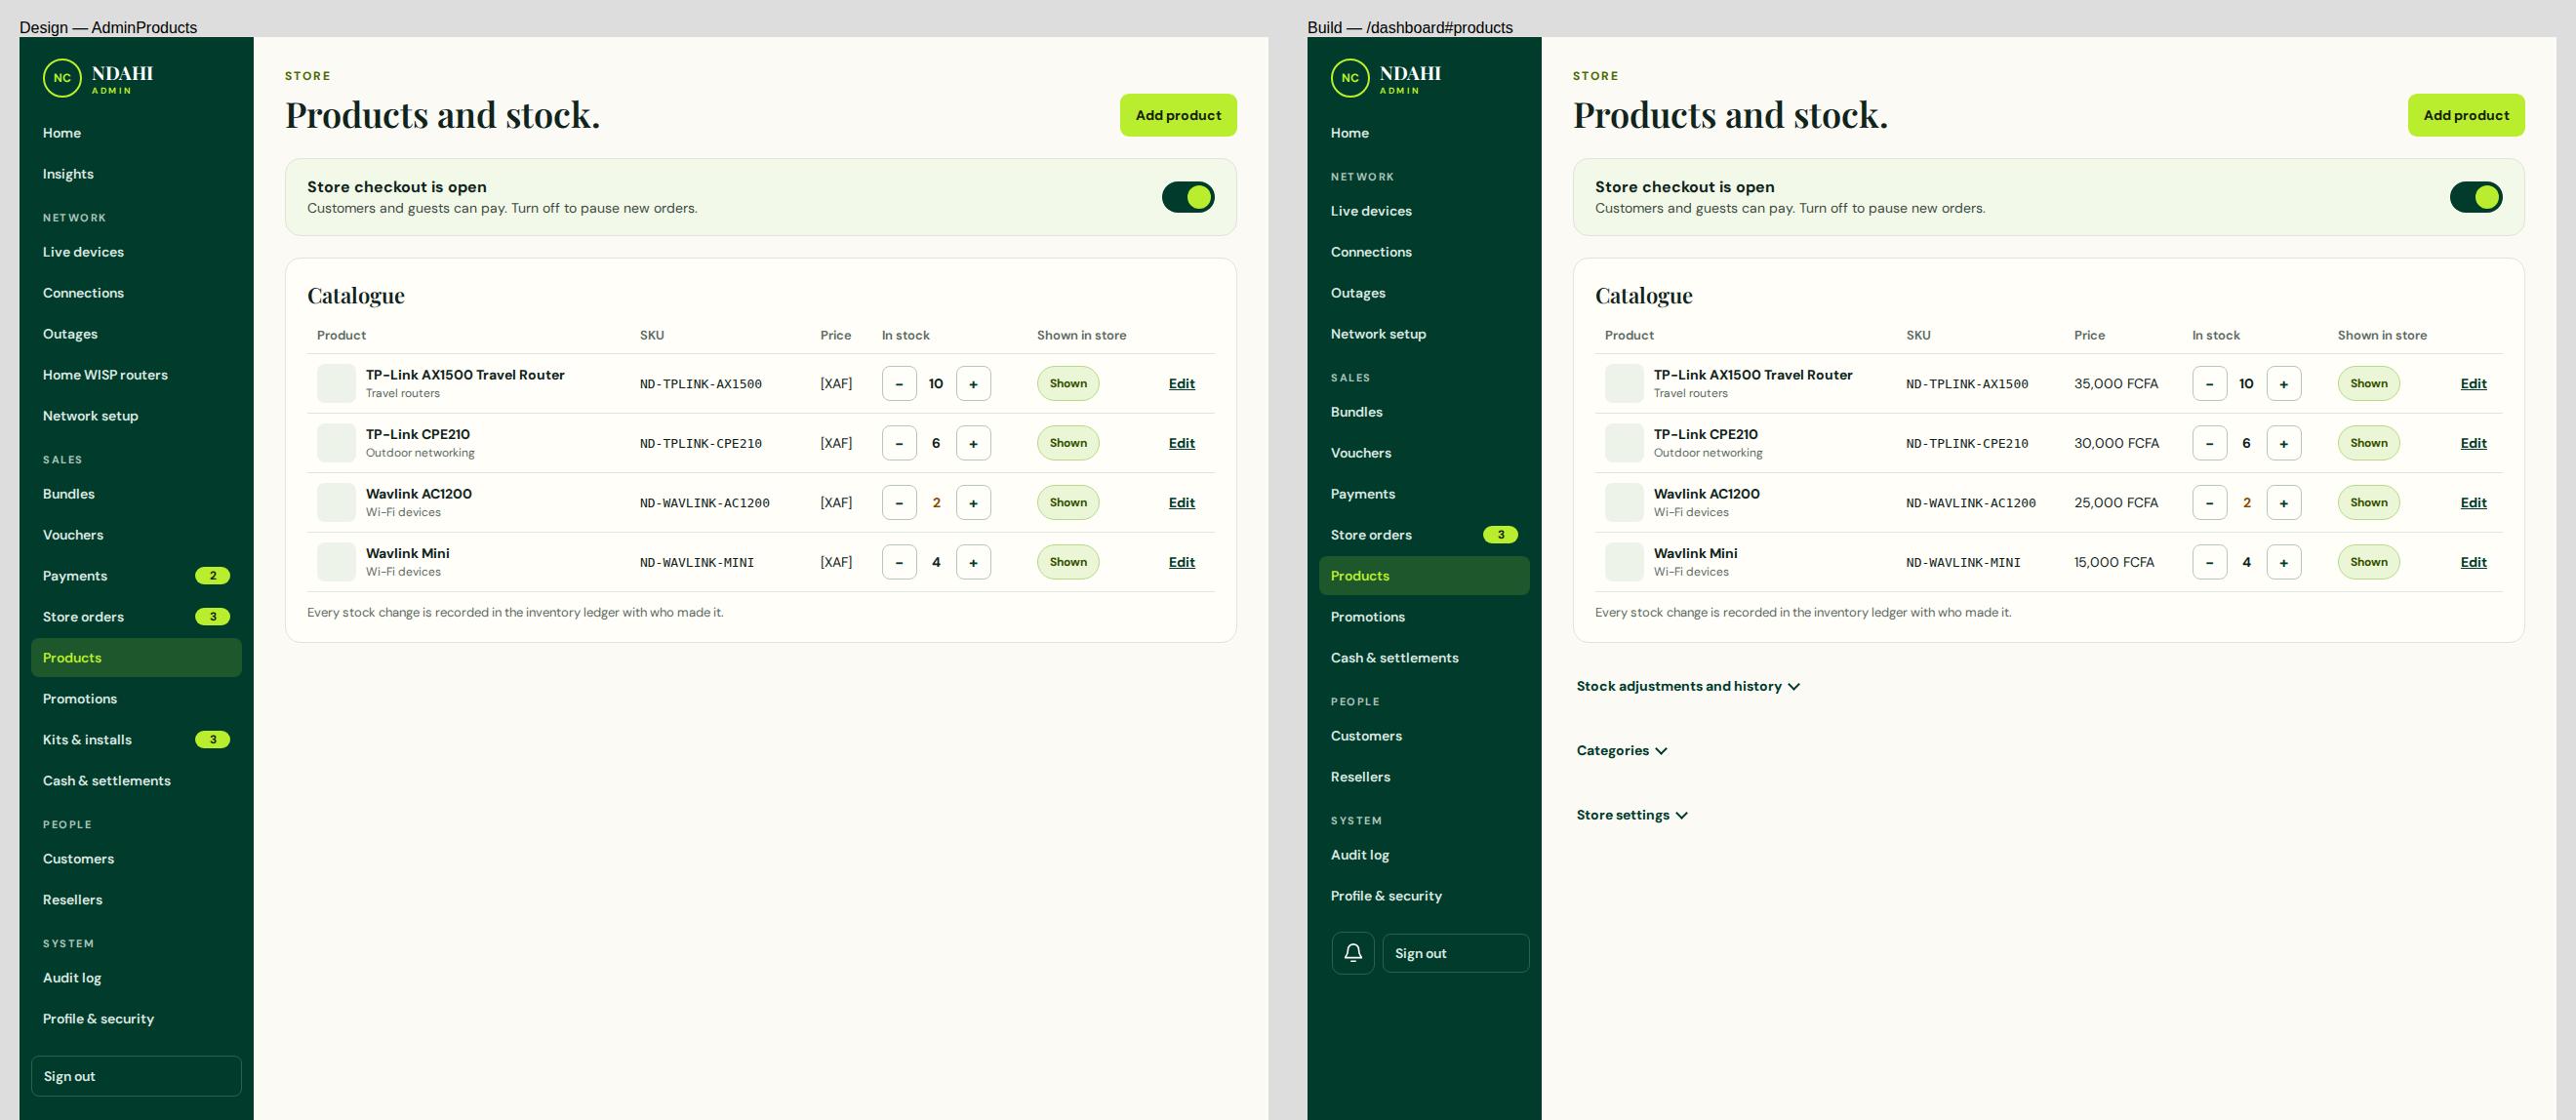 Design — AdminProducts
NC
NDAHI
ADMIN
Home
Insights
NETWORK
Live devices
Connections
Outages
Home WISP routers
Network setup
SALES
Bundles
Vouchers
Payments 2
Store orders 3
Products
Promotions
Kits & installs 3
Cash & settlements
PEOPLE
Customers
Resellers
SYSTEM
Audit log
Profile & security
Sign out
STORE
Products and stock.
Add product
Store checkout is open
Customers and guests can pay. Turn off to pause new orders.
Catalogue
Product SKU Price In stock Shown in store
TP-Link AX1500 Travel Router
Travel routers
ND-TPLINK-AX1500 [XAF] - 10 + Shown Edit
TP-Link CPE210
Outdoor networking
ND-TPLINK-CPE210 [XAF] - 6 + Shown Edit
Wavlink AC1200
Wi-Fi devices
ND-WAVLINK-AC1200 [XAF] - 2 + Shown Edit
Wavlink Mini
Wi-Fi devices
ND-WAVLINK-MINI [XAF] - 4 + Shown Edit
Every stock change is recorded in the inventory ledger with who made it.
Build — /dashboard#products
NC
NDAHI
ADMIN
Home
NETWORK
Live devices
Connections
Outages
Network setup
SALES
Bundles
Vouchers
Payments
Store orders 3
Products
Promotions
Cash & settlements
PEOPLE
Customers
Resellers
SYSTEM
Audit log
Profile & security
Sign out
STORE
Products and stock.
Add product
Store checkout is open
Customers and guests can pay. Turn off to pause new orders.
Catalogue
Product SKU Price In stock Shown in store
TP-Link AX1500 Travel Router
Travel routers
ND-TPLINK-AX1500 35,000 FCFA - 10 + Shown Edit
TP-Link CPE210
Outdoor networking
ND-TPLINK-CPE210 30,000 FCFA - 6 + Shown Edit
Wavlink AC1200
Wi-Fi devices
ND-WAVLINK-AC1200 25,000 FCFA - 2 + Shown Edit
Wavlink Mini
Wi-Fi devices
ND-WAVLINK-MINI 15,000 FCFA - 4 + Shown Edit
Every stock change is recorded in the inventory ledger with who made it.
Stock adjustments and history
Categories
Store settings